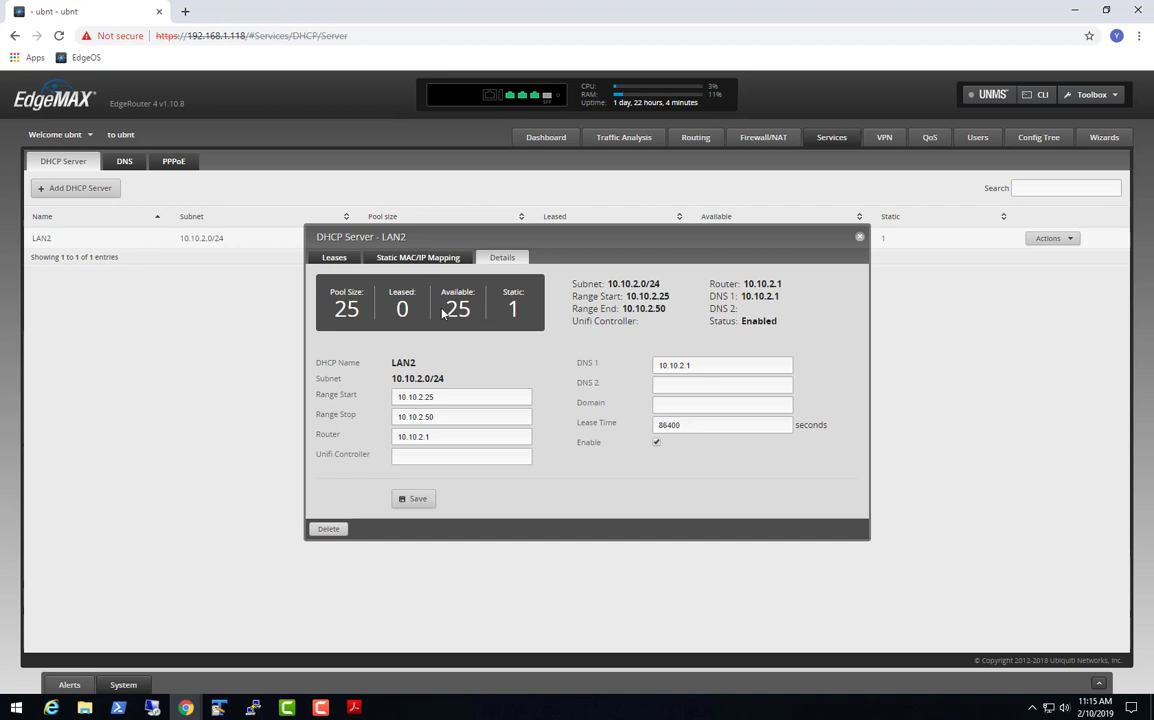 - ubnt - ubnt
Not secure https://192.168.1.118/#Services/DHCP/Server
Y
Apps EdgeOS
EdgeMAX EdgeRouter 4 v1.10.8
SFP
CPU: 3%
RAM: 11%
Uptime: 1 day, 22 hours, 4 minutes
UNMS CLI Toolbox
Welcome ubnt to ubnt
Dashboard Traffic Analysis Routing Firewall/NAT Services VPN QoS Users Config Tree Wizards
DHCP Server DNS PPPoE
+ Add DHCP Server Search
Name Subnet Pool size Leased Available Static
LAN2 10.10.2.0/24 1 Actions
Showing 1 to 1 of 1 entries
DHCP Server - LAN2
Leases Static MAC/IP Mapping Details
Pool Size: Leased: Available: Static:
25 0 25 1
Subnet: 10.10.2.0/24 Router: 10.10.2.1
Range Start: 10.10.2.25 DNS 1: 10.10.2.1
Range End: 10.10.2.50 DNS 2:
Unifi Controller: Status: Enabled
DHCP Name LAN2 DNS 1 10.10.2.1
Subnet 10.10.2.0/24 DNS 2
Range Start 10.10.2.25 Domain
Range Stop 10.10.2.50 Lease Time 86400 seconds
Router 10.10.2.1 Enable
Unifi Controller
Save
Delete
© Copyright 2012-2018 Ubiquiti Networks, Inc.
Alerts System
11:15 AM
2/10/2019